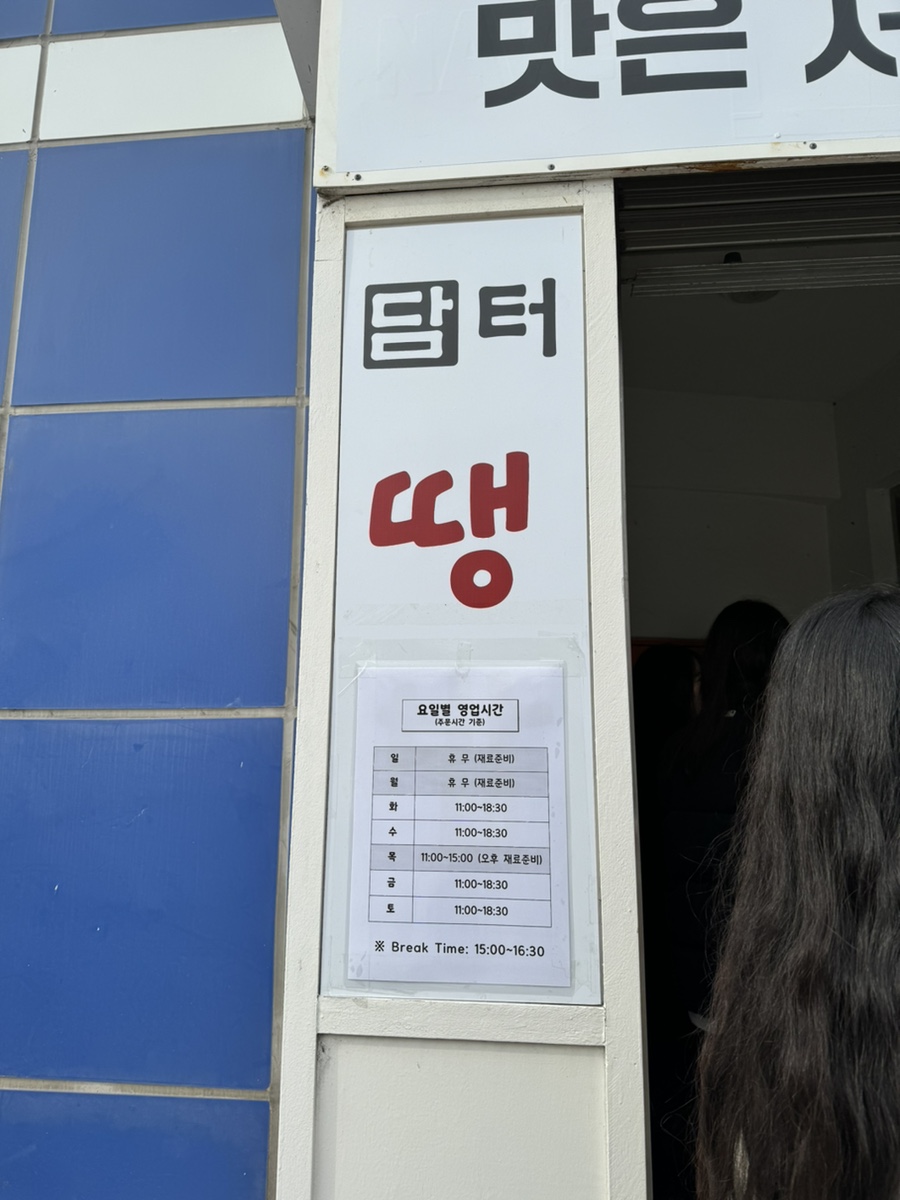 맛은 서
담터
땡
요일별 영업시간
(주문시간 기준)
일 휴 무 (재료준비)
월 휴 무 (재료준비)
화 11:00~18:30
수 11:00~18:30
목 11:00~15:00 (오후 재료준비)
금 11:00~18:30
토 11:00~18:30
※ Break Time: 15:00~16:30